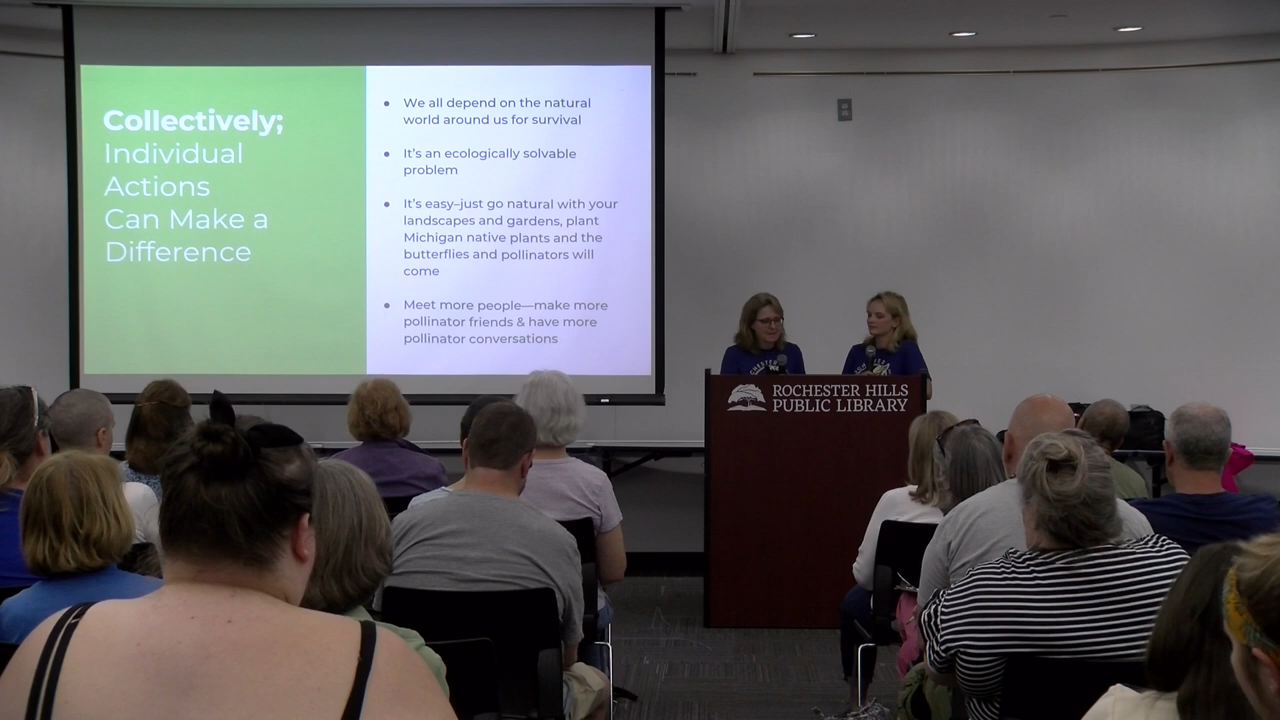 Collectively;
Individual
Actions
Can Make a
Difference
● We all depend on the natural
world around us for survival
● It's an ecologically solvable
problem
● It's easy–just go natural with your
landscapes and gardens, plant
Michigan native plants and the
butterflies and pollinators will
come
● Meet more people—make more
pollinator friends & have more
pollinator conversations
ROCHESTER HILLS
PUBLIC LIBRARY